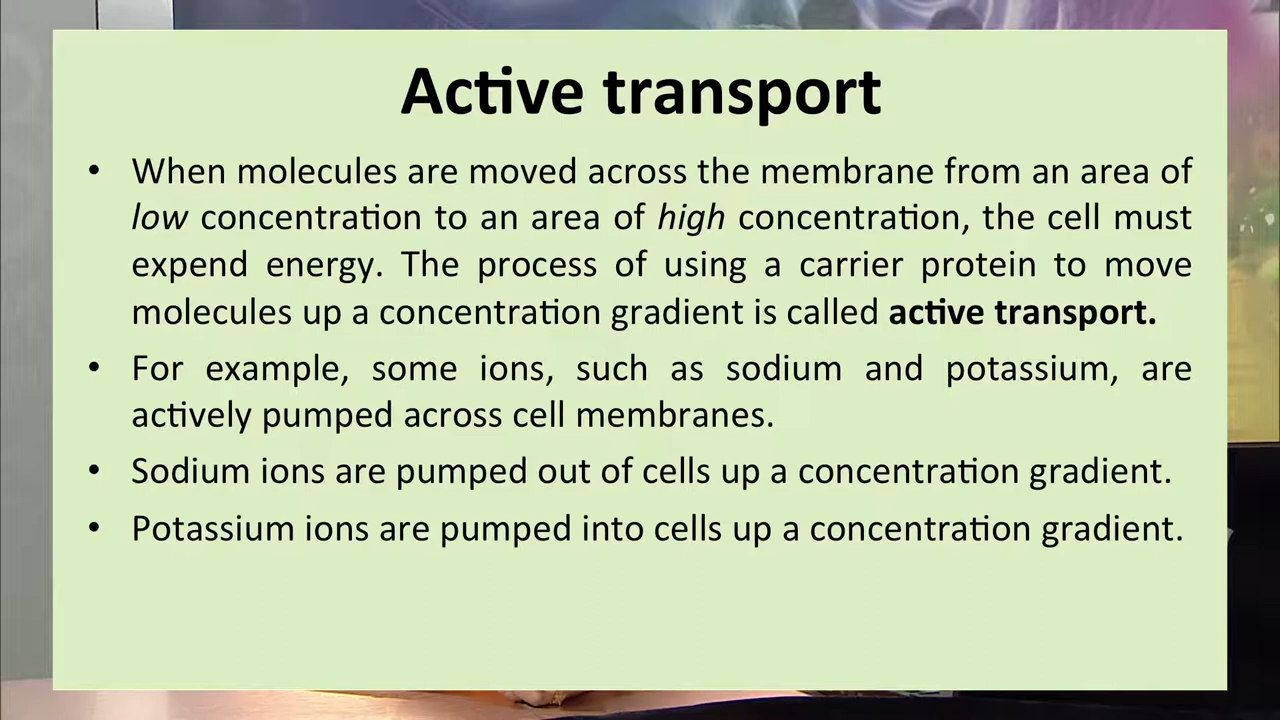 Active transport
• When molecules are moved across the membrane from an area of
low concentration to an area of high concentration, the cell must
expend energy. The process of using a carrier protein to move
molecules up a concentration gradient is called active transport.
• For example, some ions, such as sodium and potassium, are
actively pumped across cell membranes.
• Sodium ions are pumped out of cells up a concentration gradient.
• Potassium ions are pumped into cells up a concentration gradient.